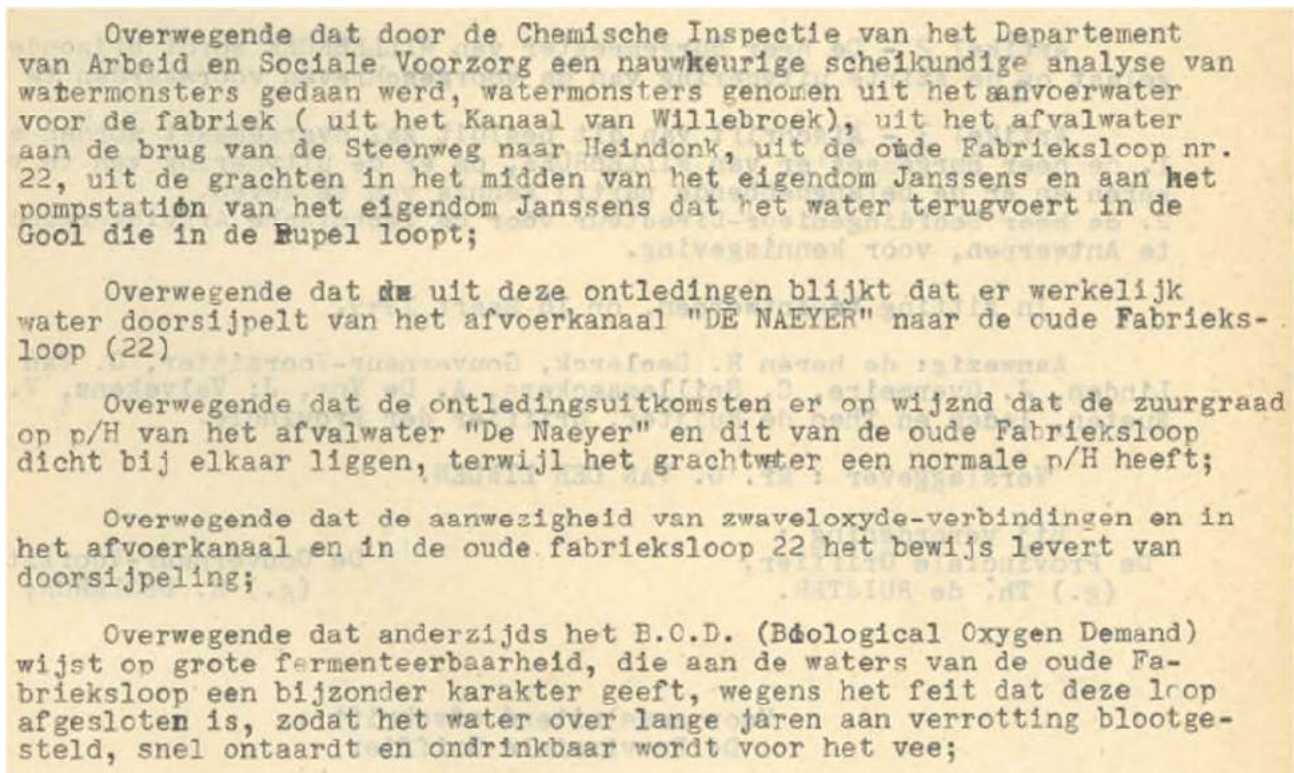 Overwegende dat door de Chemische Inspectie van het Departement
van Arbeid en Sociale Voorzorg een nauwkeurige scheikundige analyse van
watermonsters gedaan werd, watermonsters genomen uit het aanvoerwater
voor de fabriek ( uit het Kanaal van Willebroek), uit het afvalwater
aan de brug van de Steenweg naar Heindonk, uit de oude Fabrieksloop nr.
22, uit de grachten in het midden van het eigendom Janssens en aan het
pompstation van het eigendom Janssens dat het water terugvoert in de
Gool die in de Rupel loopt;
Overwegende dat uit deze ontledingen blijkt dat er werkelijk
water doorsijpelt van het afvoerkanaal "DE NAEYER" naar de oude Fabrieks-
loop (22)
Overwegende dat de ontledingsuitkomsten er op wijznd dat de zuurgraad
op p/H van het afvalwater "De Naeyer" en dit van de oude Fabrieksloop
dicht bij elkaar liggen, terwijl het grachtwater een normale p/H heeft;
Overwegende dat de aanwezigheid van zwaveloxyde-verbindingen en in
het afvoerkanaal en in de oude fabrieksloop 22 het bewijs levert van
doorsijpeling;
Overwegende dat anderzijds het B.O.D. (Biological Oxygen Demand)
wijst op grote fermenteerbaarheid, die aan de waters van de oude Fa-
brieksloop een bijzonder karakter geeft, wegens het feit dat deze loop
afgesloten is, zodat het water over lange jaren aan verrotting blootge-
steld, snel ontaardt en ondrinkbaar wordt voor het vee;